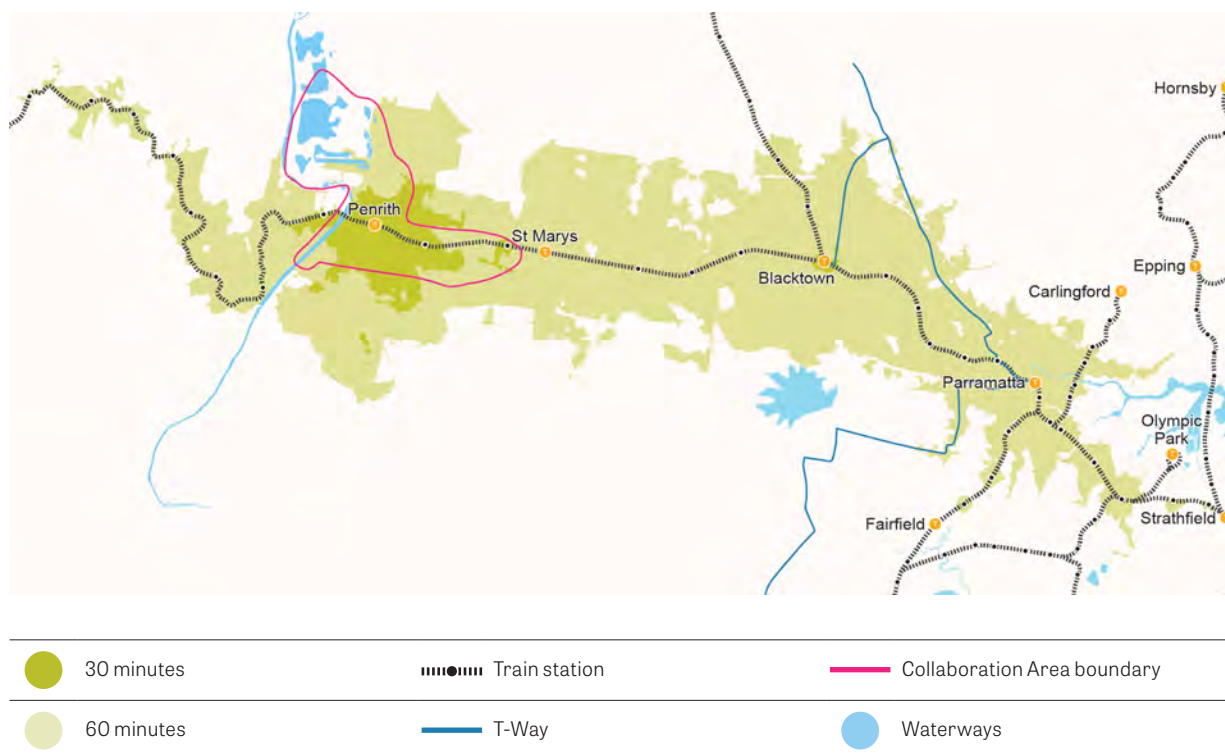 Hornsby
Penrith
St Marys
Blacktown
Epping
Carlingford
Parramatta
Olympic
Park
Fairfield
Strathfield
30 minutes
Train station
Collaboration Area boundary
60 minutes
T-Way
Waterways